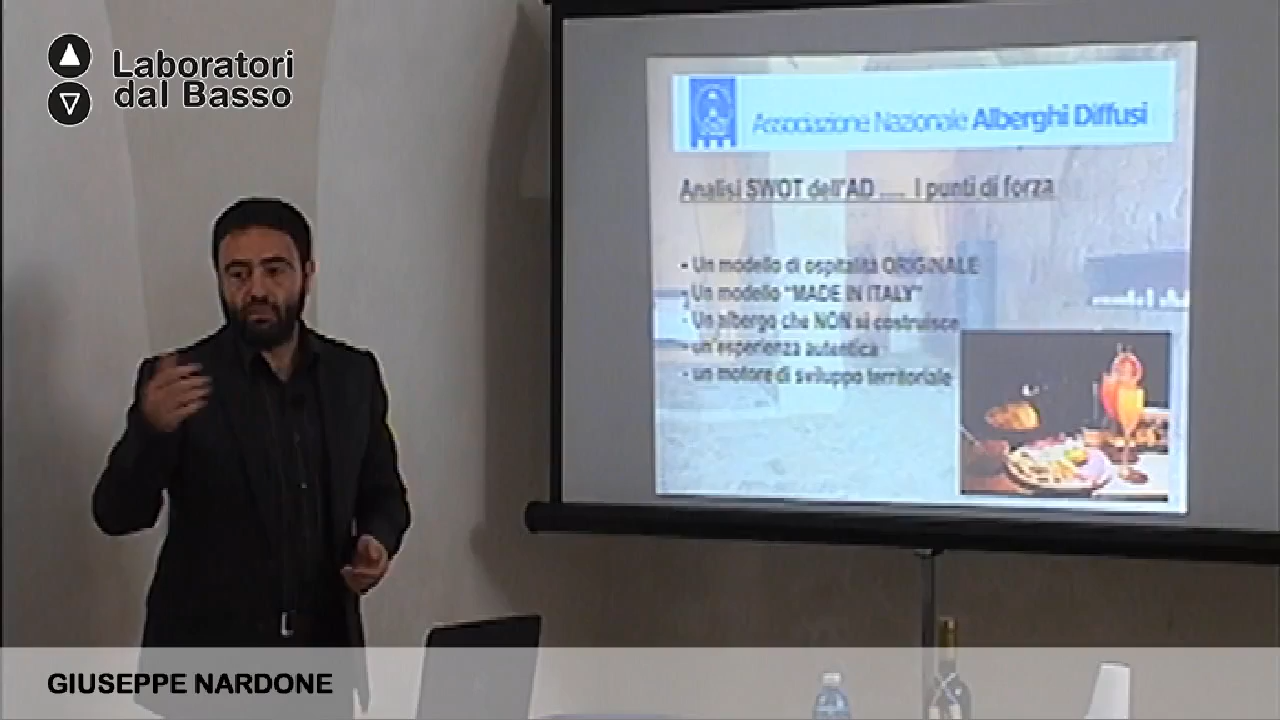 Laboratori
dal Basso
Associazione Nazionale Alberghi Diffusi
Analisi SWOT dell'AD ..... I punti di forza
- Un modello di ospitalità ORIGINALE
- Un modello "MADE IN ITALY"
- Un albergo che NON si costruisce
- un'esperienza autentica
- un motore di sviluppo territoriale
GIUSEPPE NARDONE